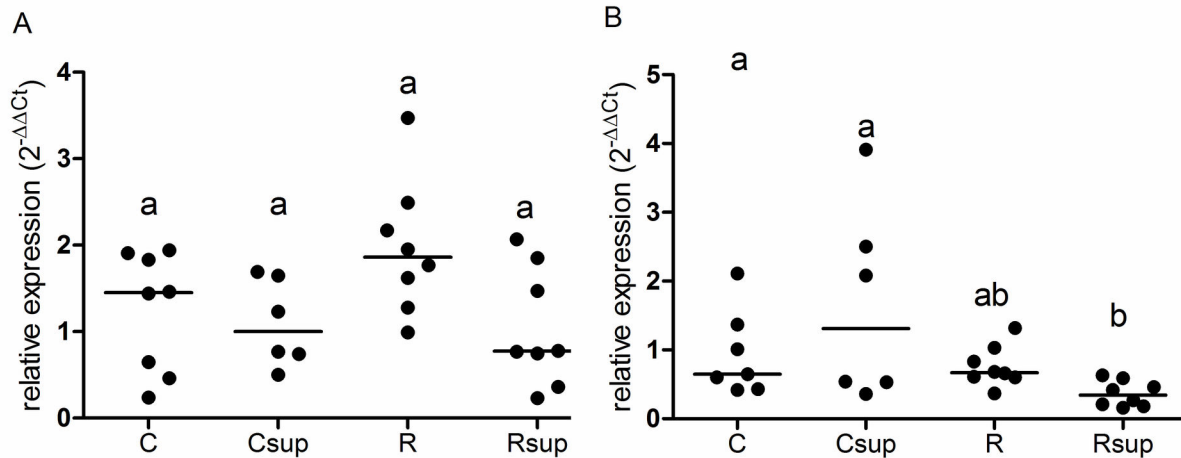 A
relative expression (2-ΔΔCt)
4
3
2
1
0
a
a
a
a
C
Csup
R
Rsup
B
relative expression (2-ΔΔCt)
5
4
3
2
1
0
a
a
ab
b
C
Csup
R
Rsup